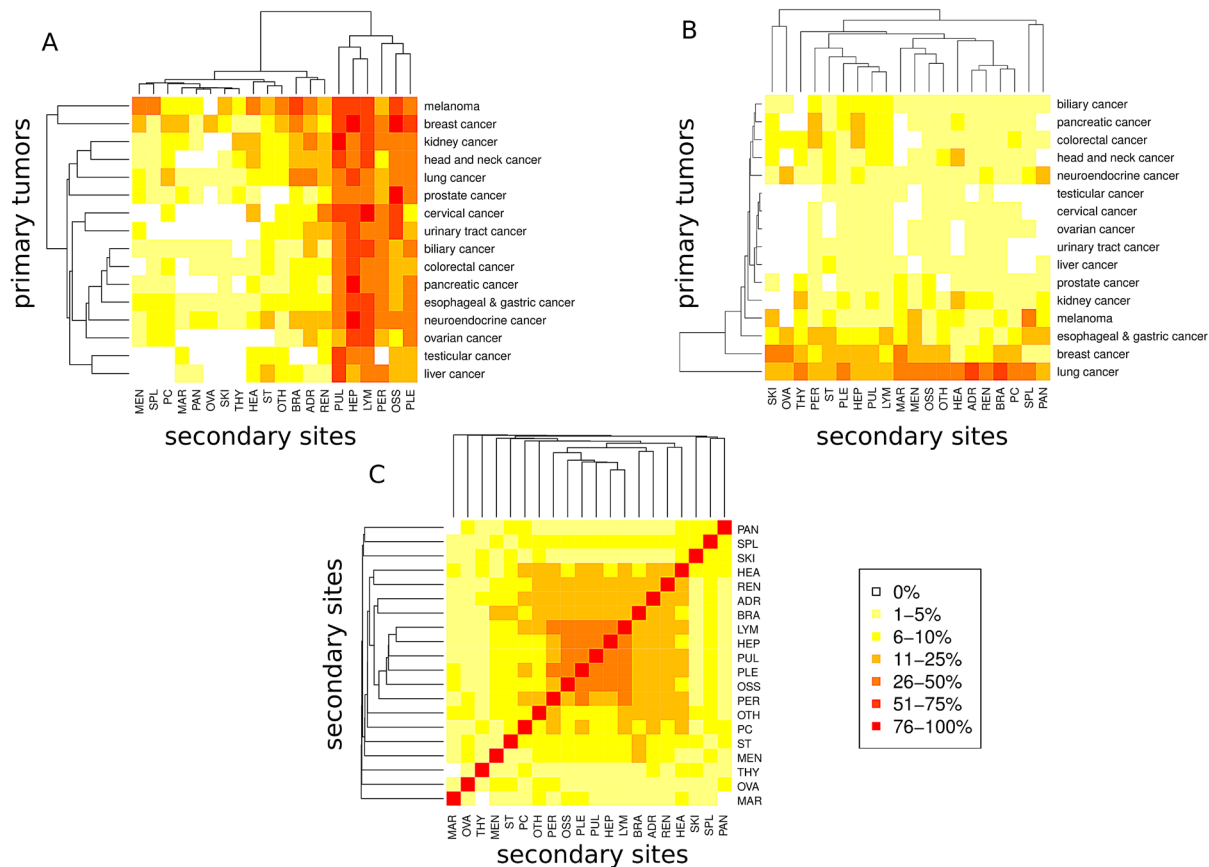 A
primary tumors
melanoma
breast cancer
kidney cancer
head and neck cancer
lung cancer
prostate cancer
cervical cancer
urinary tract cancer
biliary cancer
colorectal cancer
pancreatic cancer
esophageal & gastric cancer
neuroendocrine cancer
ovarian cancer
testicular cancer
liver cancer
MEN SPL PC MAR PAN OVA SKI THY HEA ST OTH BRA ADR REN PUL HEP LYM PER OSS PLE
secondary sites
B
primary tumors
biliary cancer
pancreatic cancer
colorectal cancer
head and neck cancer
neuroendocrine cancer
testicular cancer
cervical cancer
ovarian cancer
urinary tract cancer
liver cancer
prostate cancer
kidney cancer
melanoma
esophageal & gastric cancer
breast cancer
lung cancer
SKI OVA THY PER ST PLE HEP PUL LYM MAR MEN OSS OTH HEA ADR REN BRA PC SPL PAN
secondary sites
C
secondary sites
PAN
SPL
SKI
HEA
REN
ADR
BRA
LYM
HEP
PUL
PLE
OSS
PER
OTH
PC
ST
MEN
THY
OVA
MAR
MAR OVA THY MEN ST PC OTH PER OSS PLE PUL HEP LYM BRA ADR REN HEA SKI SPL PAN
secondary sites
0%
1–5%
6–10%
11–25%
26–50%
51–75%
76–100%